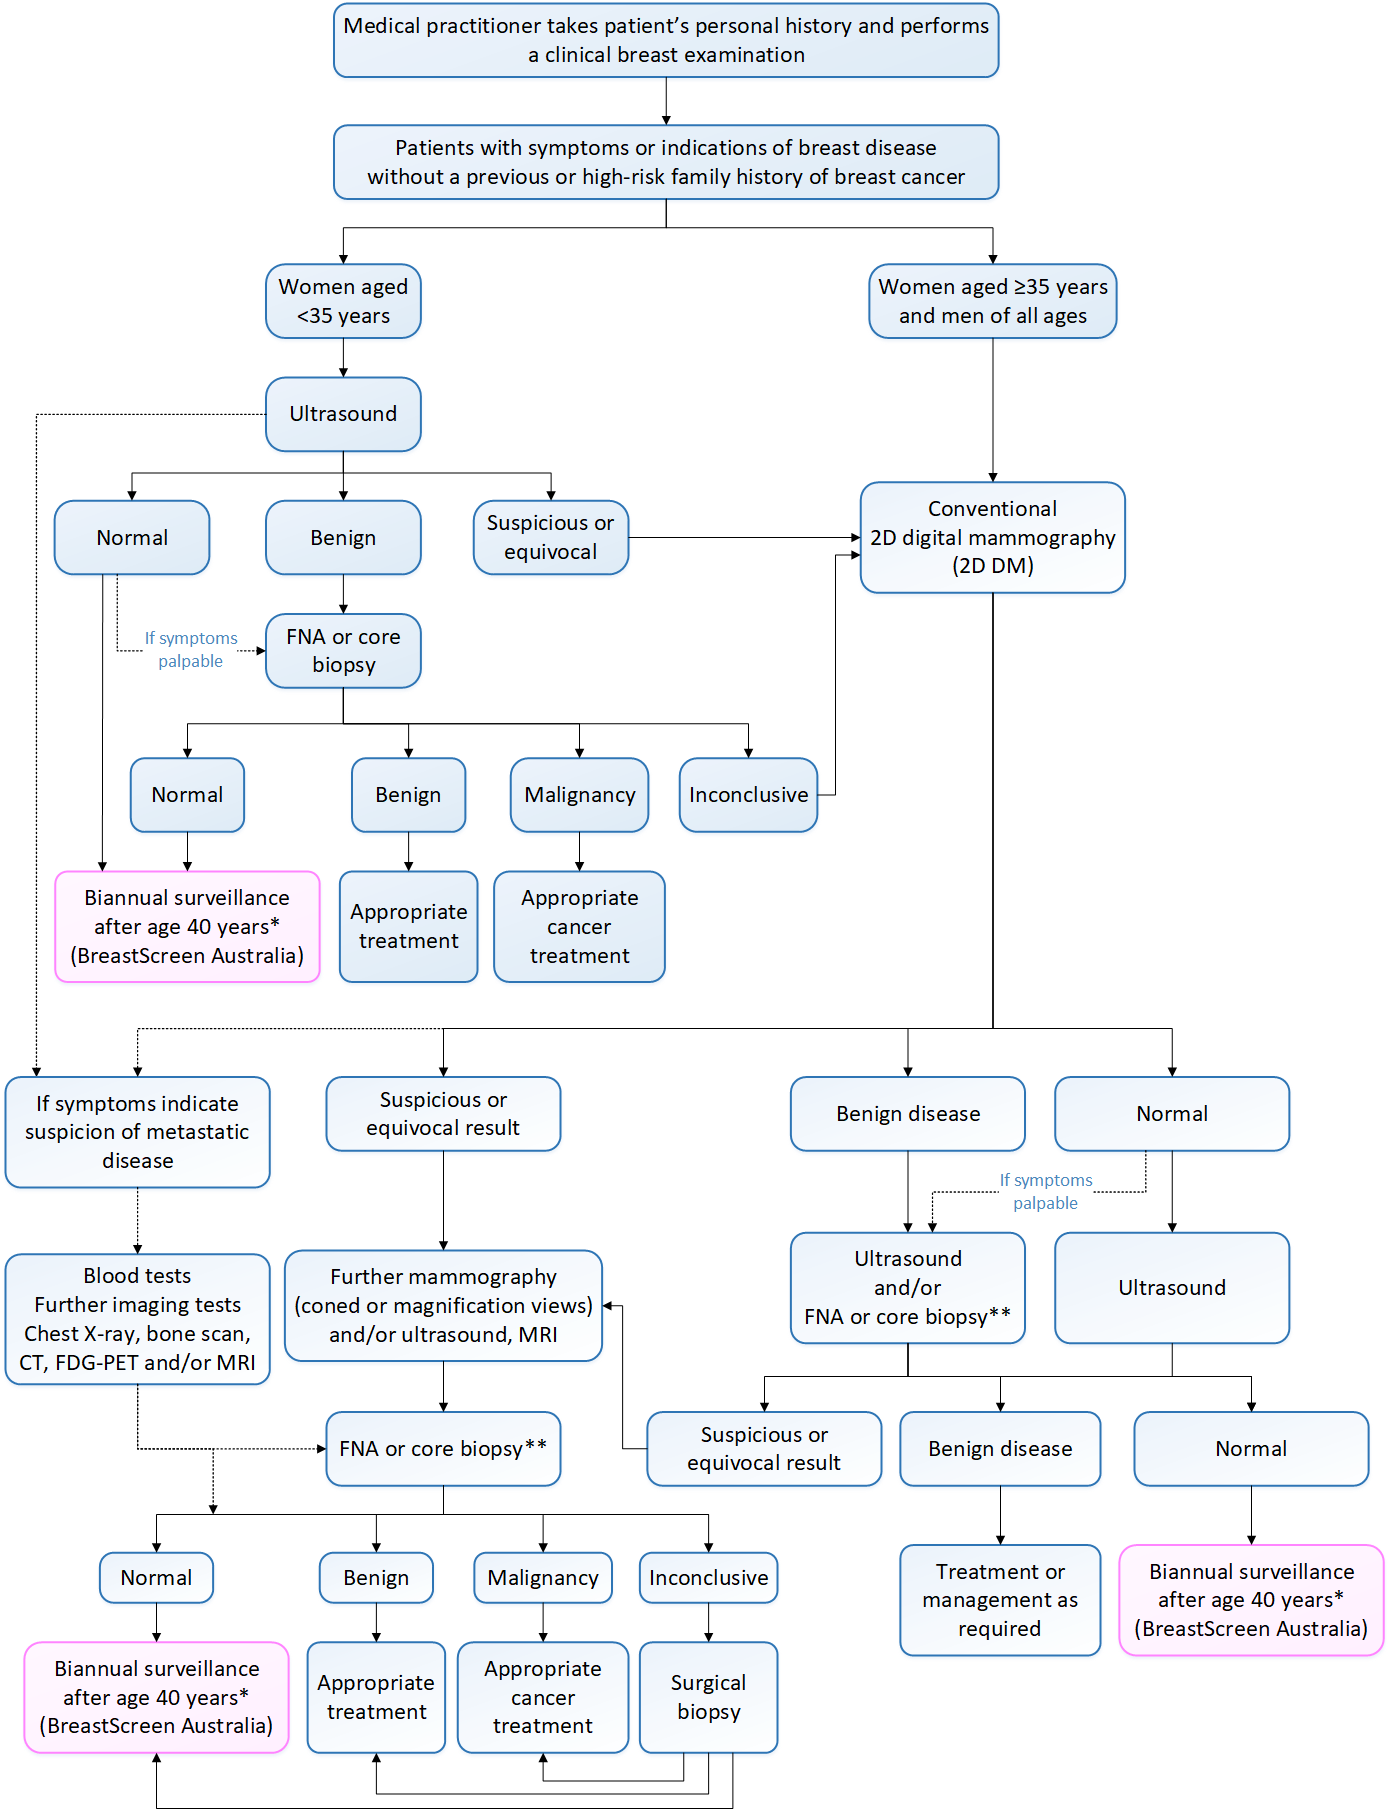 Medical practitioner takes patient’s personal history and performs
a clinical breast examination
Patients with symptoms or indications of breast disease
without a previous or high-risk family history of breast cancer
Women aged
<35 years
Women aged ≥35 years
and men of all ages
Ultrasound
Normal
Benign
Suspicious or
equivocal
Conventional
2D digital mammography
(2D DM)
If symptoms
palpable
FNA or core
biopsy
Normal
Benign
Malignancy
Inconclusive
Biannual surveillance
after age 40 years*
(BreastScreen Australia)
Appropriate
treatment
Appropriate
cancer
treatment
If symptoms indicate
suspicion of metastatic
disease
Suspicious or
equivocal result
Benign disease
Normal
If symptoms
palpable
Blood tests
Further imaging tests
Chest X-ray, bone scan,
CT, FDG-PET and/or MRI
Further mammography
(coned or magnification views)
and/or ultrasound, MRI
Ultrasound
and/or
FNA or core biopsy**
Ultrasound
FNA or core biopsy**
Suspicious or
equivocal result
Benign disease
Normal
Normal
Benign
Malignancy
Inconclusive
Treatment or
management as
required
Biannual surveillance
after age 40 years*
(BreastScreen Australia)
Biannual surveillance
after age 40 years*
(BreastScreen Australia)
Appropriate
treatment
Appropriate
cancer
treatment
Surgical
biopsy